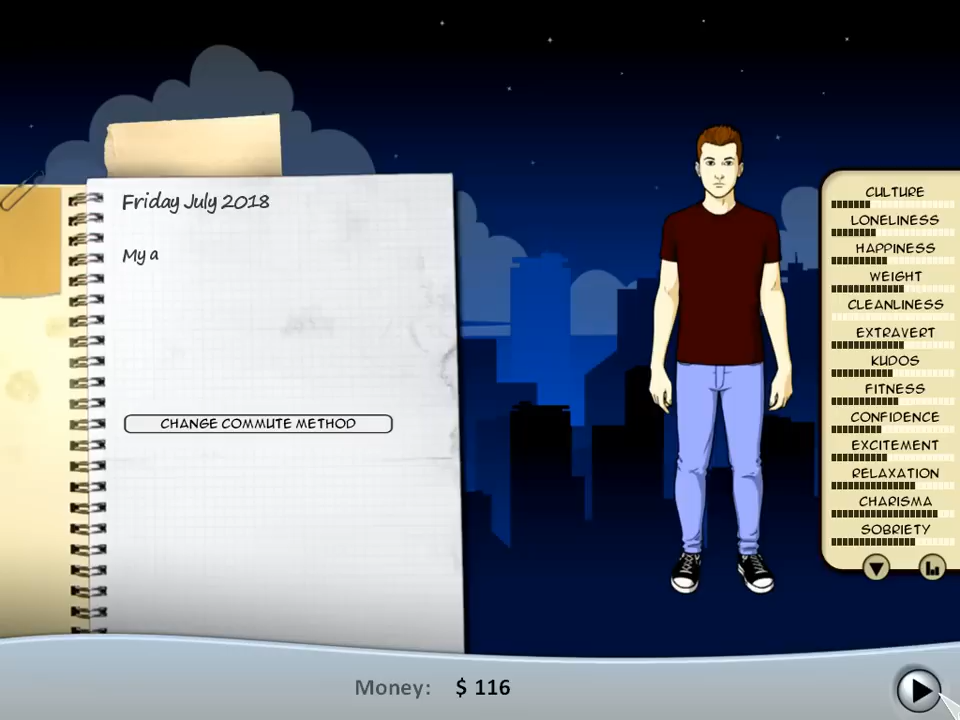 Friday July 2018
My a
CHANGE COMMUTE METHOD
CULTURE
LONELINESS
HAPPINESS
WEIGHT
CLEANLINESS
EXTRAVERT
KUDOS
FITNESS
CONFIDENCE
EXCITEMENT
RELAXATION
CHARISMA
SOBRIETY
Money: $ 116